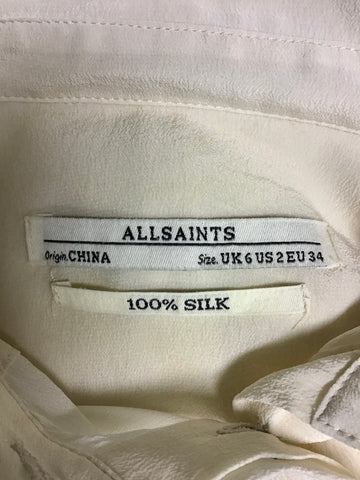 ALLSAINTS
Origin. CHINA Size. UK 6 US 2 EU 34
100% SILK